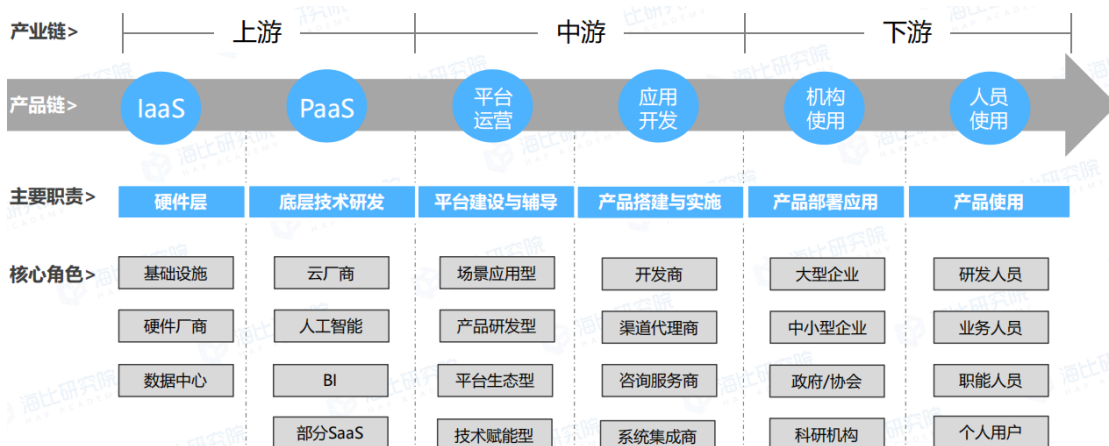 产业链> 上游 中游 下游
产品链> IaaS PaaS 平台 应用 机构 人员
运营 开发 使用 使用
主要职责> 硬件层 底层技术研发 平台建设与辅导 产品搭建与实施 产品部署应用 产品使用
核心角色> 基础设施 云厂商 场景应用型 开发商 大型企业 研发人员
硬件厂商 人工智能 产品研发型 渠道代理商 中小型企业 业务人员
数据中心 BI 平台生态型 咨询服务商 政府/协会 职能人员
部分SaaS 技术赋能型 系统集成商 科研机构 个人用户
海比研究院
HAP ACADEMY